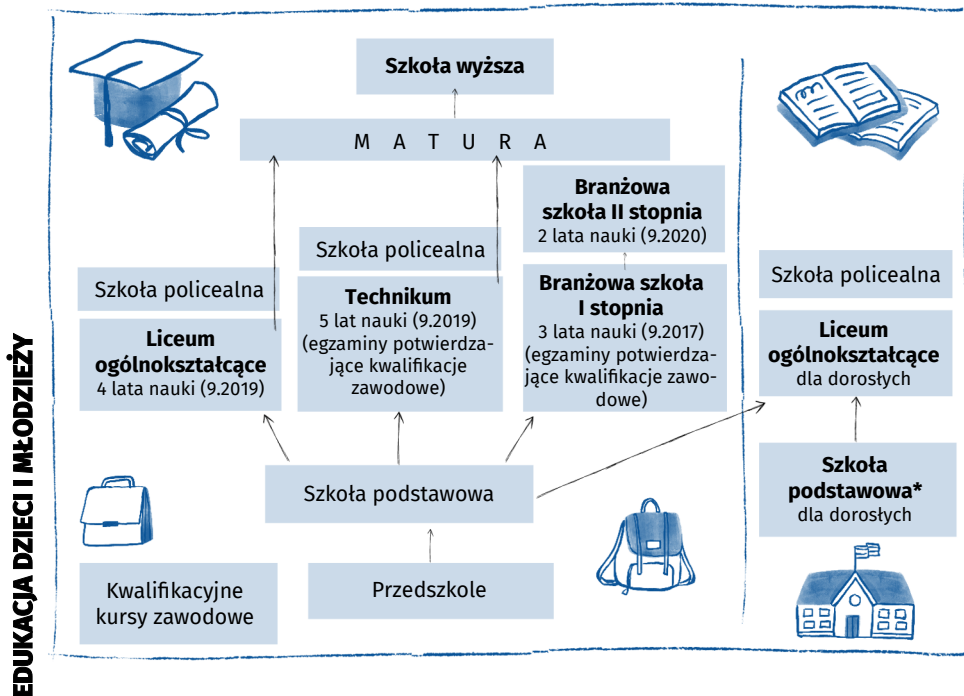 Szkoła wyższa
M A T U R A
Branżowa
szkoła II stopnia
2 lata nauki (9.2020)
Szkoła policealna
Szkoła policealna
Szkoła policealna
Liceum
ogólnokształcące
4 lata nauki (9.2019)
Technikum
5 lat nauki (9.2019)
(egzaminy potwierdza-
jące kwalifikacje
zawodowe)
Branżowa szkoła
I stopnia
3 lata nauki (9.2017)
(egzaminy potwierdza-
jące kwalifikacje zawo-
dowe)
Liceum
ogólnokształcące
dla dorosłych
Szkoła podstawowa
Szkoła
podstawowa*
dla dorosłych
Kwalifikacyjne
kursy zawodowe
Przedszkole
EDUKACJA DZIECI I MŁODZIEŻY